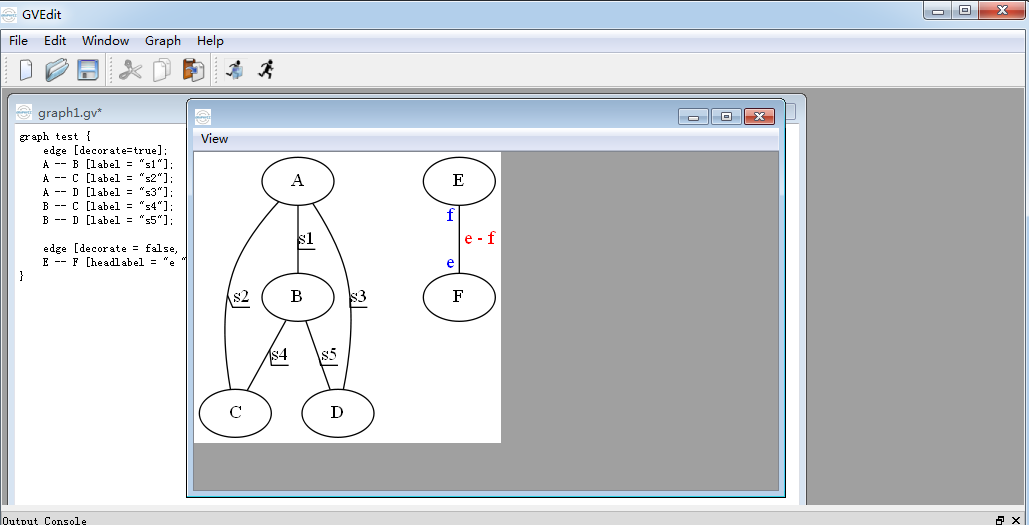 GVEdit
File Edit Window Graph Help
graph1.gv*
graph test {
edge [decorate=true];
A -- B [label = "s1"];
A -- C [label = "s2"];
A -- D [label = "s3"];
B -- C [label = "s4"];
B -- D [label = "s5"];
edge [decorate = false,
E -- F [headlabel = "e "
}
View
A
E
f
s1
e - f
e
s2
B
s3
F
s4
s5
C
D
Output Console